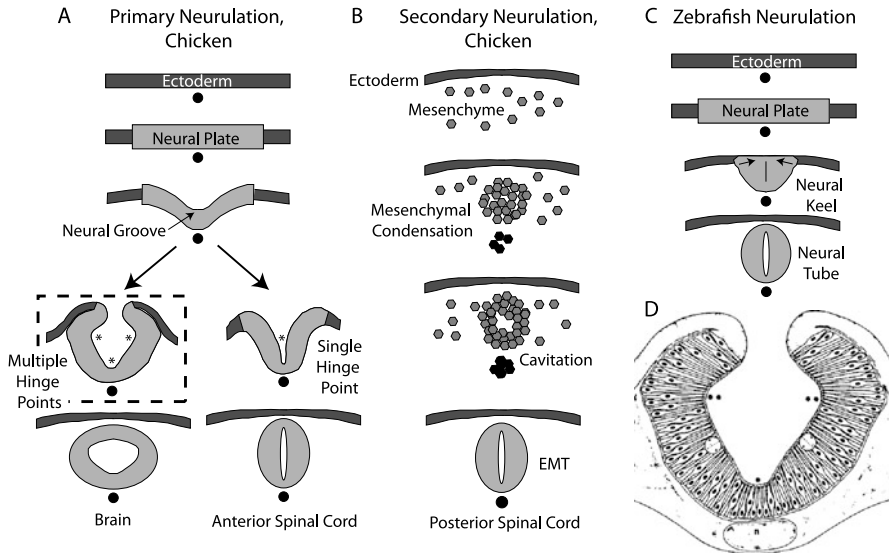 A
Primary Neurulation,
Chicken
Ectoderm
Neural Plate
Neural Groove
*
*
*
*
Multiple
Hinge
Points
Single
Hinge
Point
Brain
Anterior Spinal Cord
B
Secondary Neurulation,
Chicken
Ectoderm
Mesenchyme
Mesenchymal
Condensation
Cavitation
EMT
Posterior Spinal Cord
C
Zebrafish Neurulation
Ectoderm
Neural Plate
Neural
Keel
Neural
Tube
D
n